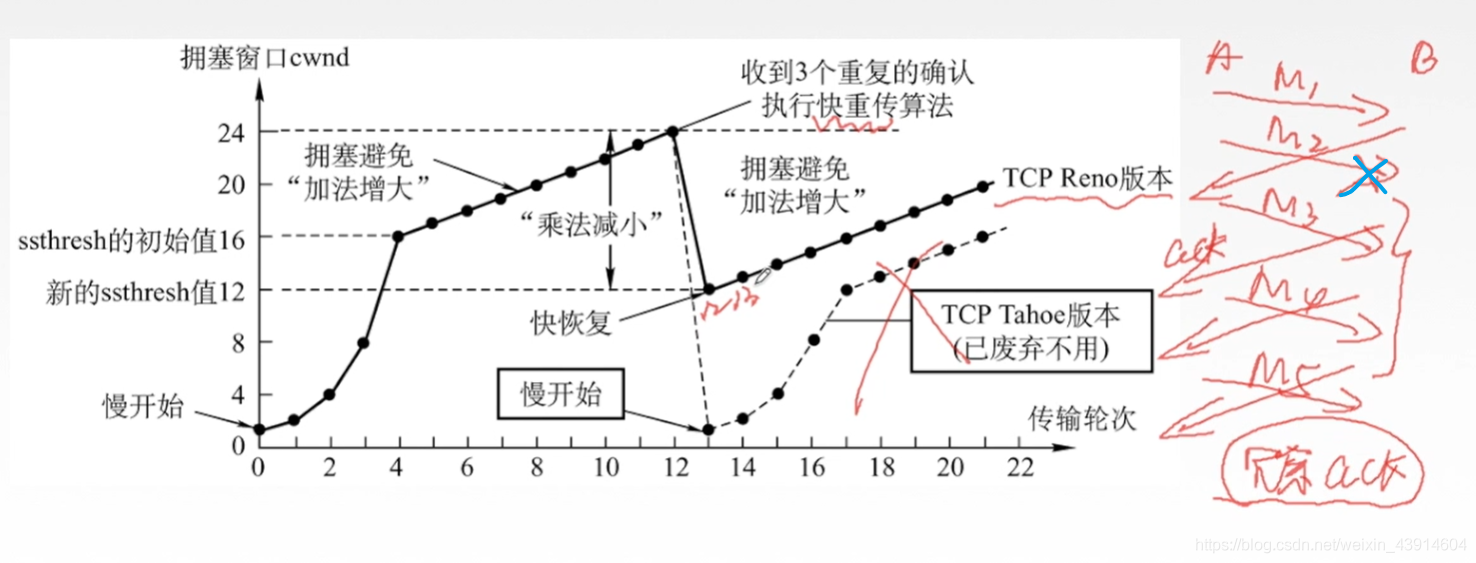 拥塞窗口cwnd
收到3个重复的确认
执行快重传算法
24
拥塞避免
“加法增大”
拥塞避免
“加法增大”
20
TCP Reno版本
“乘法减小”
ssthresh的初始值16
新的ssthresh值12
快恢复
TCP Tahoe版本
(已废弃不用)
8
4
慢开始
慢开始
传输轮次
0
0 2 4 6 8 10 12 14 16 18 20 22
A
B
M1
M2
M3
ack
M4
M5
冗余ack
https://blog.csdn.net/weixin_43914604